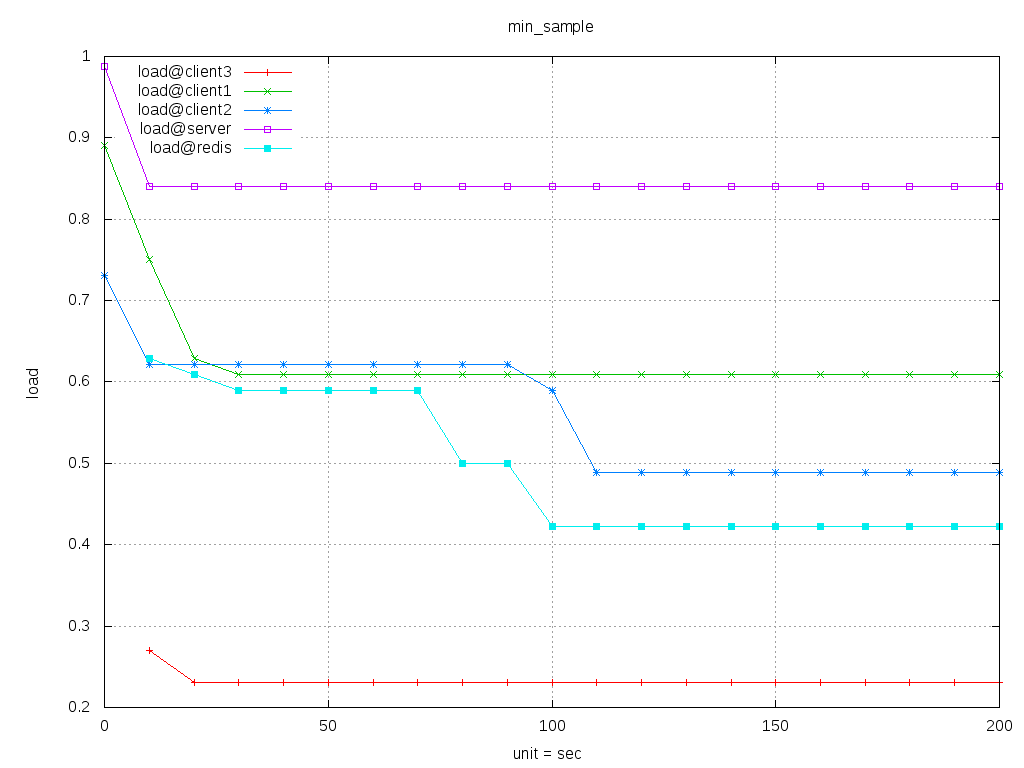 min_sample
1
0.9
0.8
0.7
0.6
0.5
0.4
0.3
0.2
load
load@client3
load@client1
load@client2
load@server
load@redis
0 50 100 150 200
unit = sec